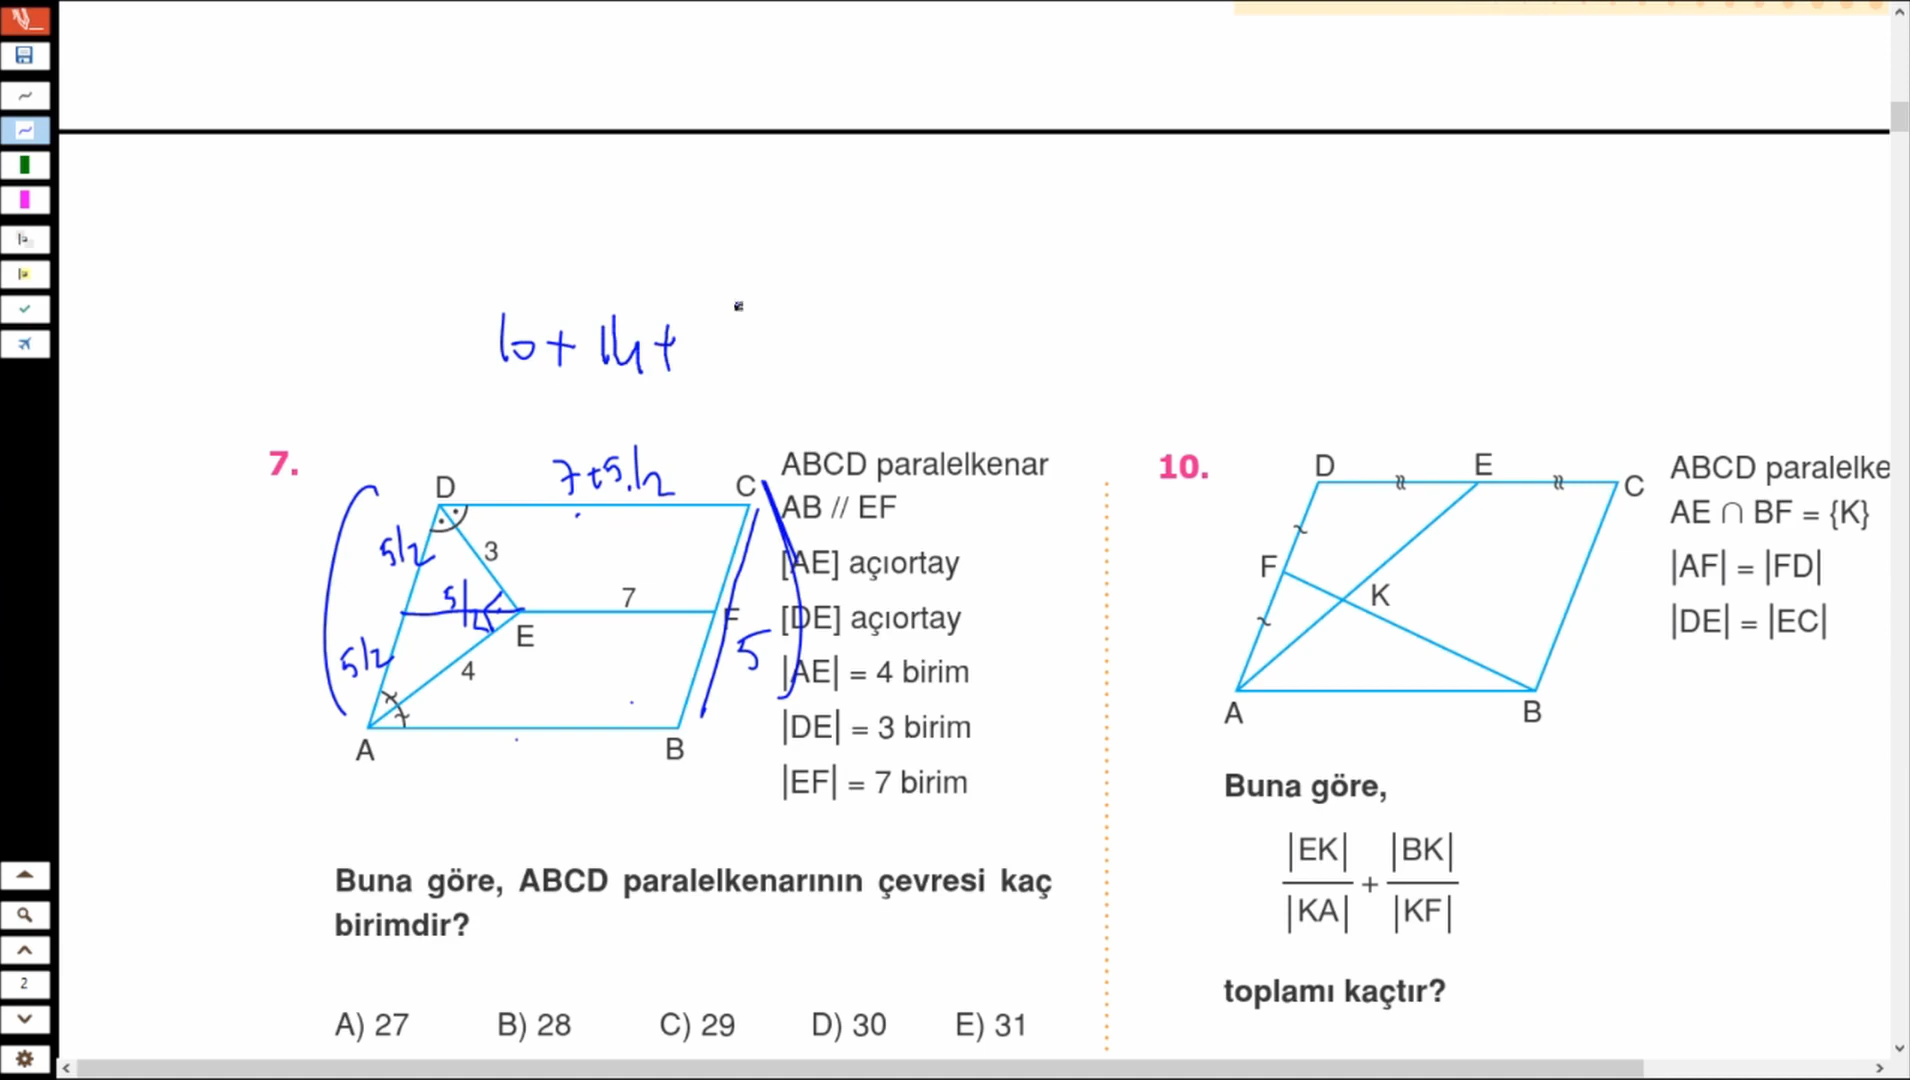 10 + 14 +
7.
D
7+5/2
C
5/2
3
5/2
7
E
F
5/2
4
5
A
B
ABCD paralelkenar
AB // EF
[AE] açıortay
[DE] açıortay
|AE| = 4 birim
|DE| = 3 birim
|EF| = 7 birim
Buna göre, ABCD paralelkenarının çevresi kaç
birimdir?
A) 27 B) 28 C) 29 D) 30 E) 31
10.
D E C
F
K
A B
ABCD paralelke
AE ∩ BF = {K}
|AF| = |FD|
|DE| = |EC|
Buna göre,
|EK| / |KA| + |BK| / |KF|
toplamı kaçtır?
2